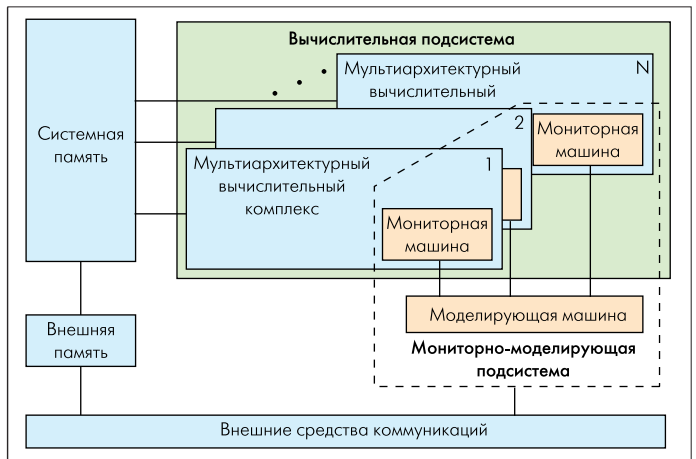 Вычислительная подсистема
Мультиархитектурный
вычислительный
N
Системная
память
2
Мониторная
машина
Мультиархитектурный
вычислительный
комплекс
1
Мониторная
машина
Моделирующая машина
Внешняя
память
Мониторно-моделирующая
подсистема
Внешние средства коммуникаций